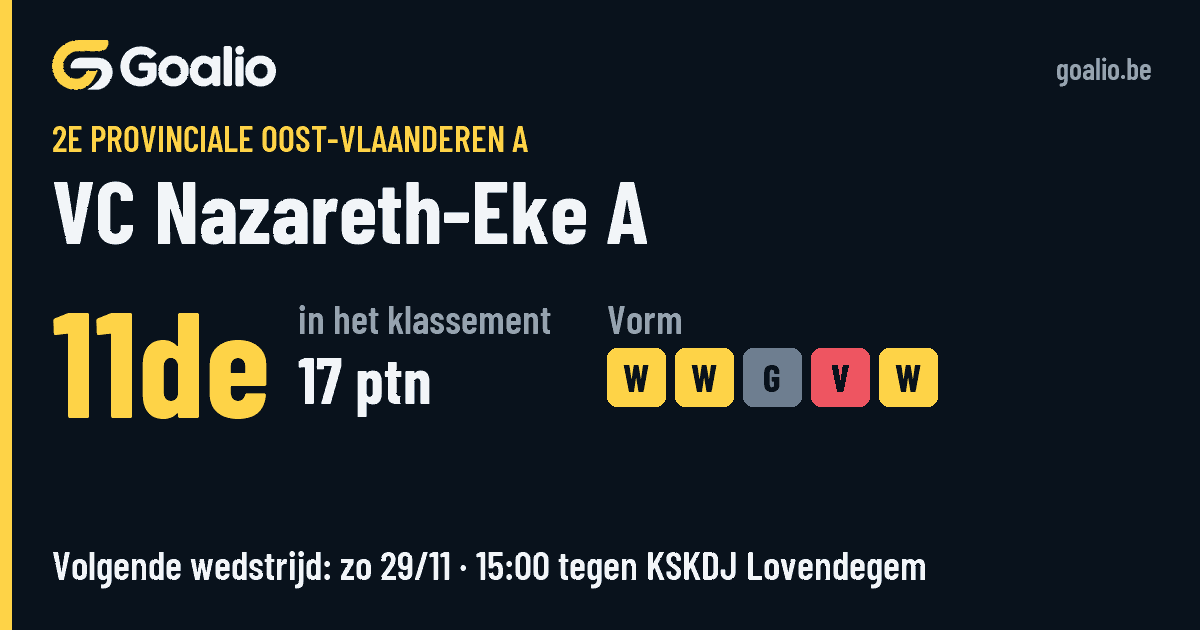 Goalio
goalio.be
2E PROVINCIALE OOST-VLAANDEREN A
VC Nazareth-Eke A
11de
in het klassement
17 ptn
Vorm
W W G V W
Volgende wedstrijd: zo 29/11 · 15:00 tegen KSKDJ Lovendegem